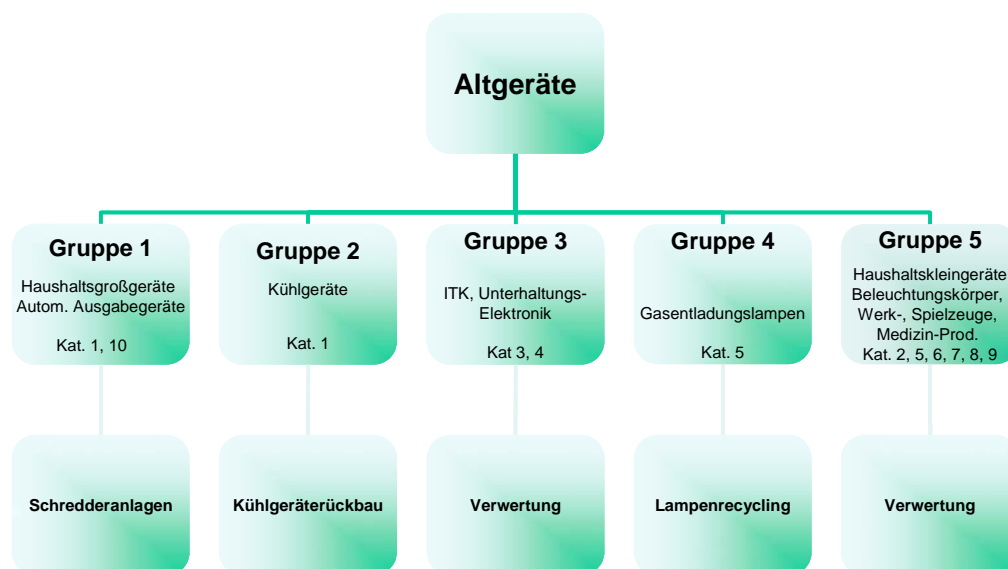 Altgeräte
Gruppe 1
Haushaltsgroßgeräte
Autom. Ausgabegeräte
Kat. 1, 10
Gruppe 2
Kühlgeräte
Kat. 1
Gruppe 3
ITK, Unterhaltungs-
Elektronik
Kat 3, 4
Gruppe 4
Gasentladungslampen
Kat. 5
Gruppe 5
Haushaltskleingeräte
Beleuchtungskörper,
Werk-, Spielzeuge,
Medizin-Prod.
Kat. 2, 5, 6, 7, 8, 9
Schredderanlagen
Kühlgeräterückbau
Verwertung
Lampenrecycling
Verwertung